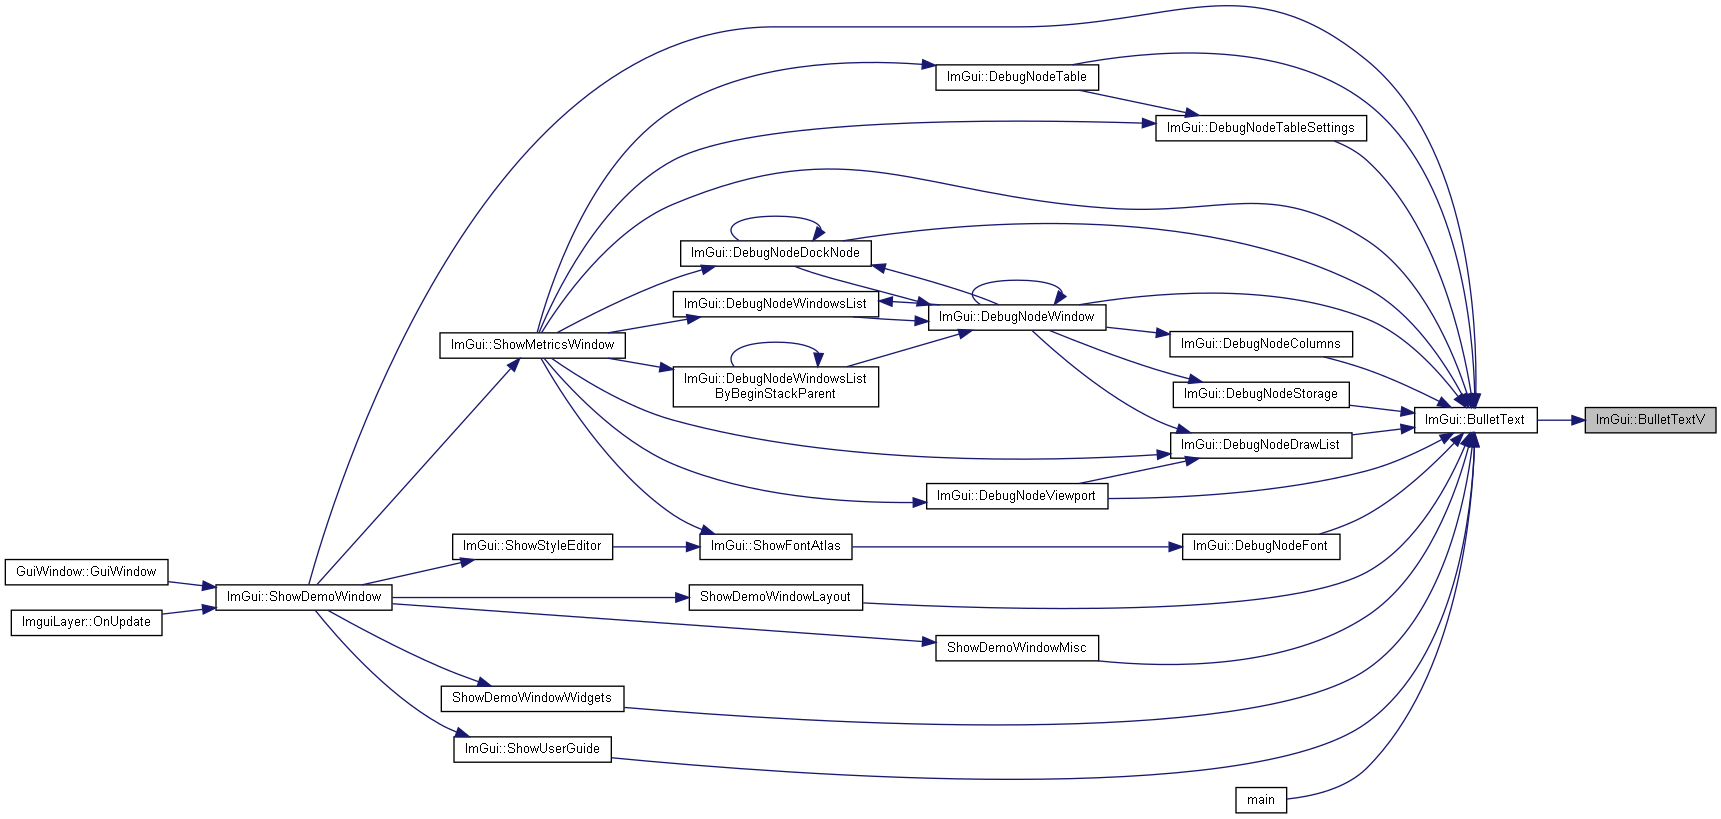 ImGui::DebugNodeTable
ImGui::DebugNodeTableSettings
ImGui::DebugNodeDockNode
ImGui::DebugNodeWindowsList
ImGui::DebugNodeWindow
ImGui::ShowMetricsWindow
ImGui::DebugNodeColumns
ImGui::DebugNodeWindowsList
ByBeginStackParent
ImGui::DebugNodeStorage
ImGui::BulletText
ImGui::BulletTextV
ImGui::DebugNodeDrawList
ImGui::DebugNodeViewport
ImGui::ShowStyleEditor
ImGui::ShowFontAtlas
ImGui::DebugNodeFont
GuiWindow::GuiWindow
ImGui::ShowDemoWindow
ShowDemoWindowLayout
ImguiLayer::OnUpdate
ShowDemoWindowMisc
ShowDemoWindowWidgets
ImGui::ShowUserGuide
main